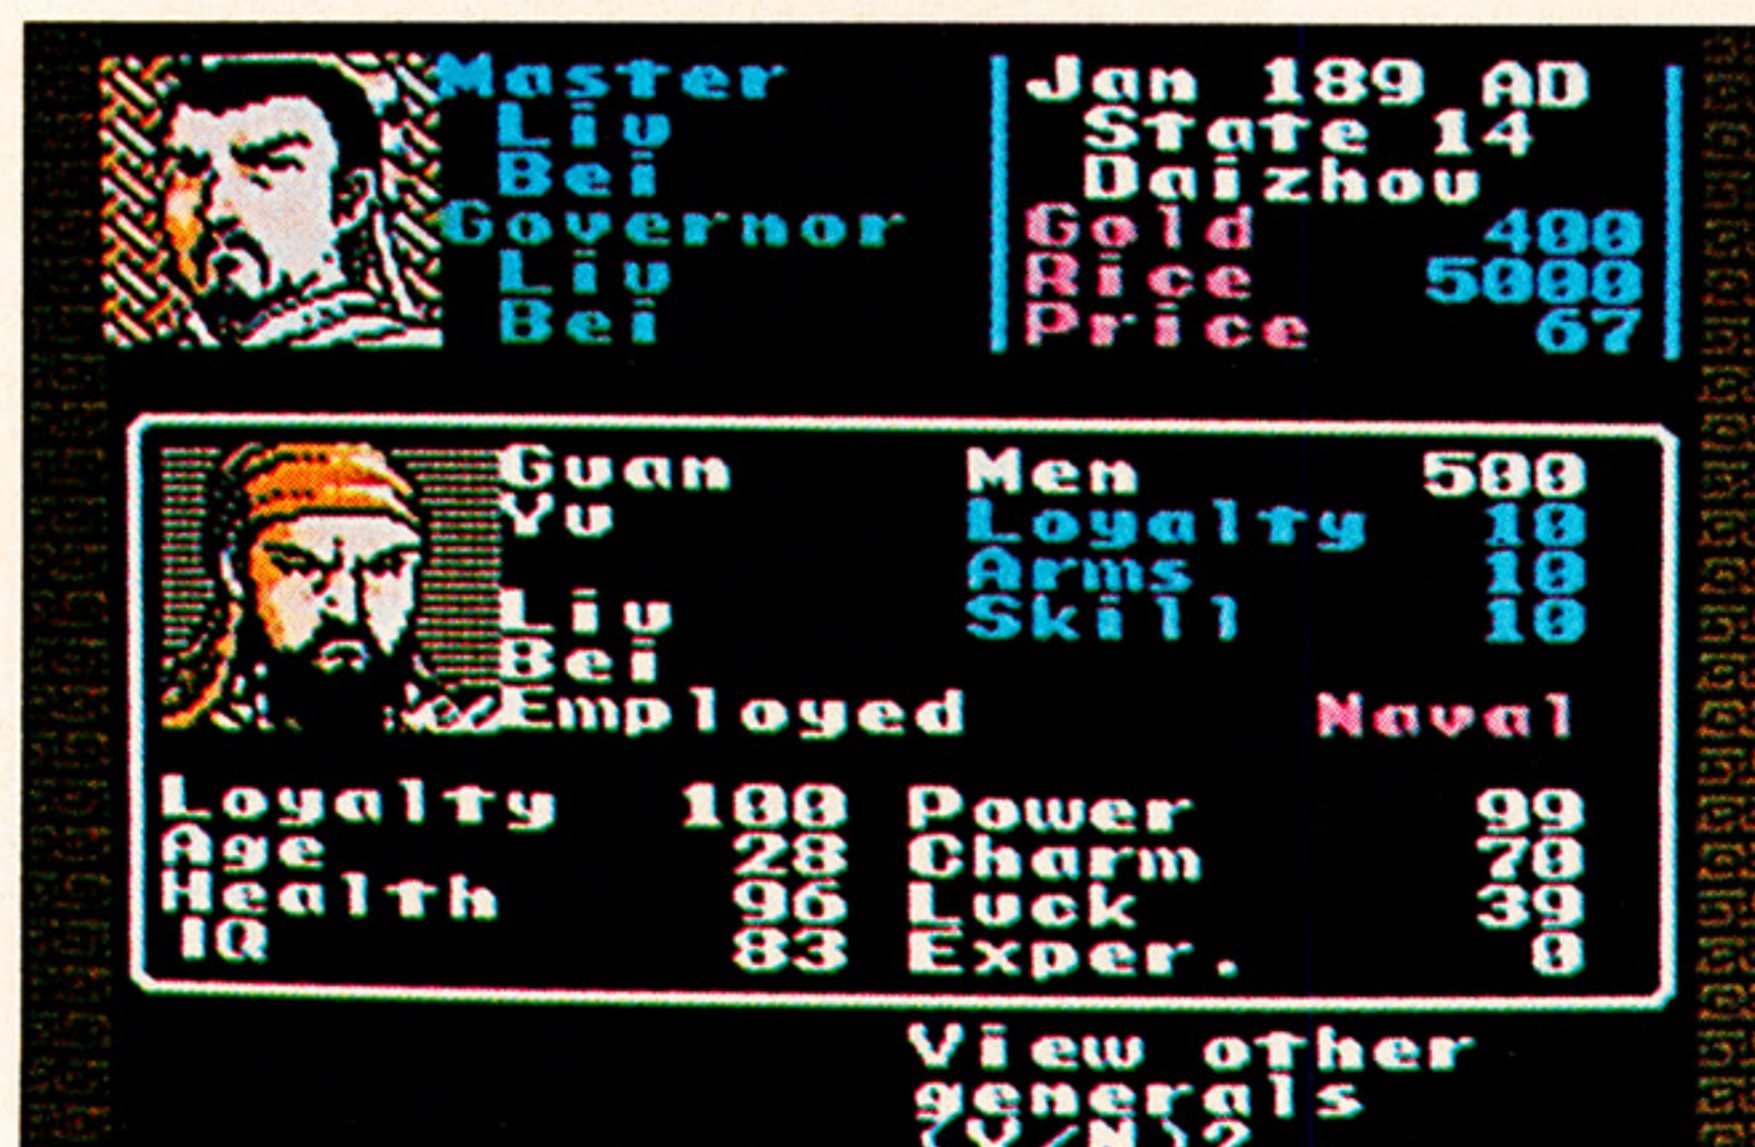 Master
Liu
Bei
Governor
Liu
Bei
Jan 189 AD
State 14
Daizhou
Gold 400
Rice 5000
Price 67
Guan
Yu
Liu
Bei
Employed
Men 500
Loyalty 10
Arms 10
Skill 10
Naval
Loyalty 100
Age 28
Health 96
IQ 83
Power 99
Charm 70
Luck 39
Exper. 0
View other
generals
(Y/N)?